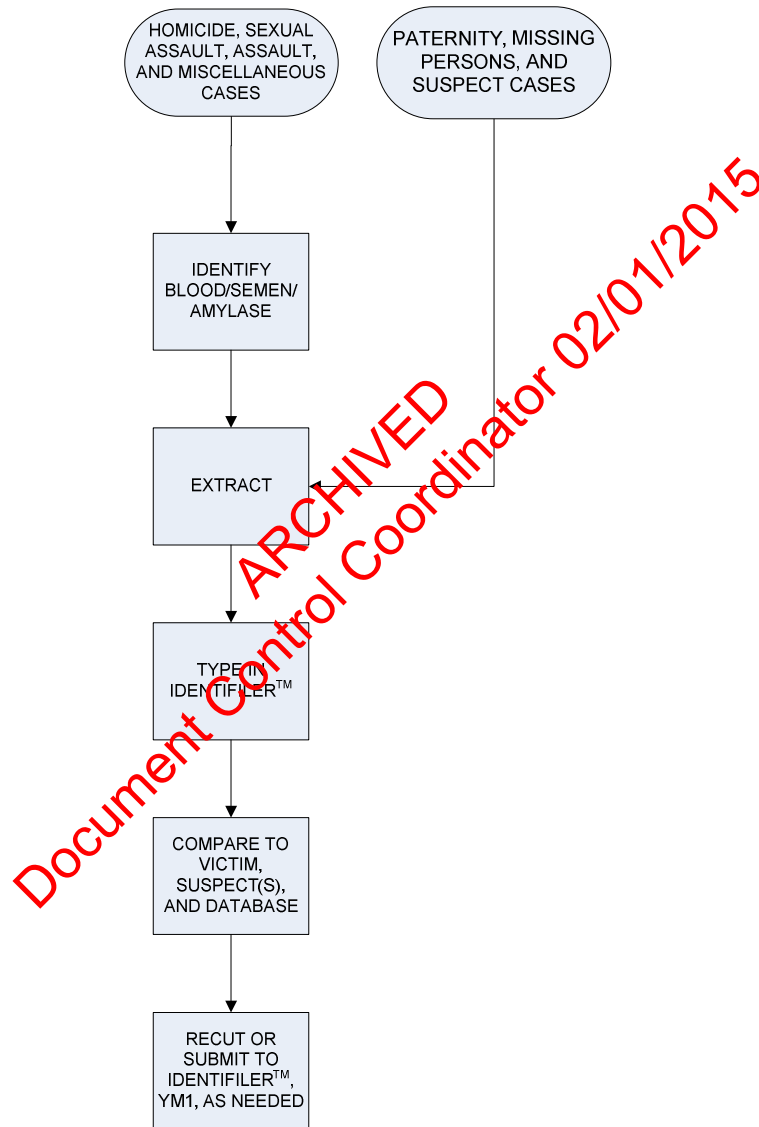 HOMICIDE, SEXUAL
ASSAULT, ASSAULT,
AND MISCELLANEOUS
CASES
PATERNITY, MISSING
PERSONS, AND
SUSPECT CASES
IDENTIFY
BLOOD/SEMEN/
AMYLASE
EXTRACT
TYPE IN
IDENTIFILER™
COMPARE TO
VICTIM,
SUSPECT(S),
AND DATABASE
RECUT OR
SUBMIT TO
IDENTIFILER™,
YM1, AS NEEDED
ARCHIVED
Document Control Coordinator 02/01/2015